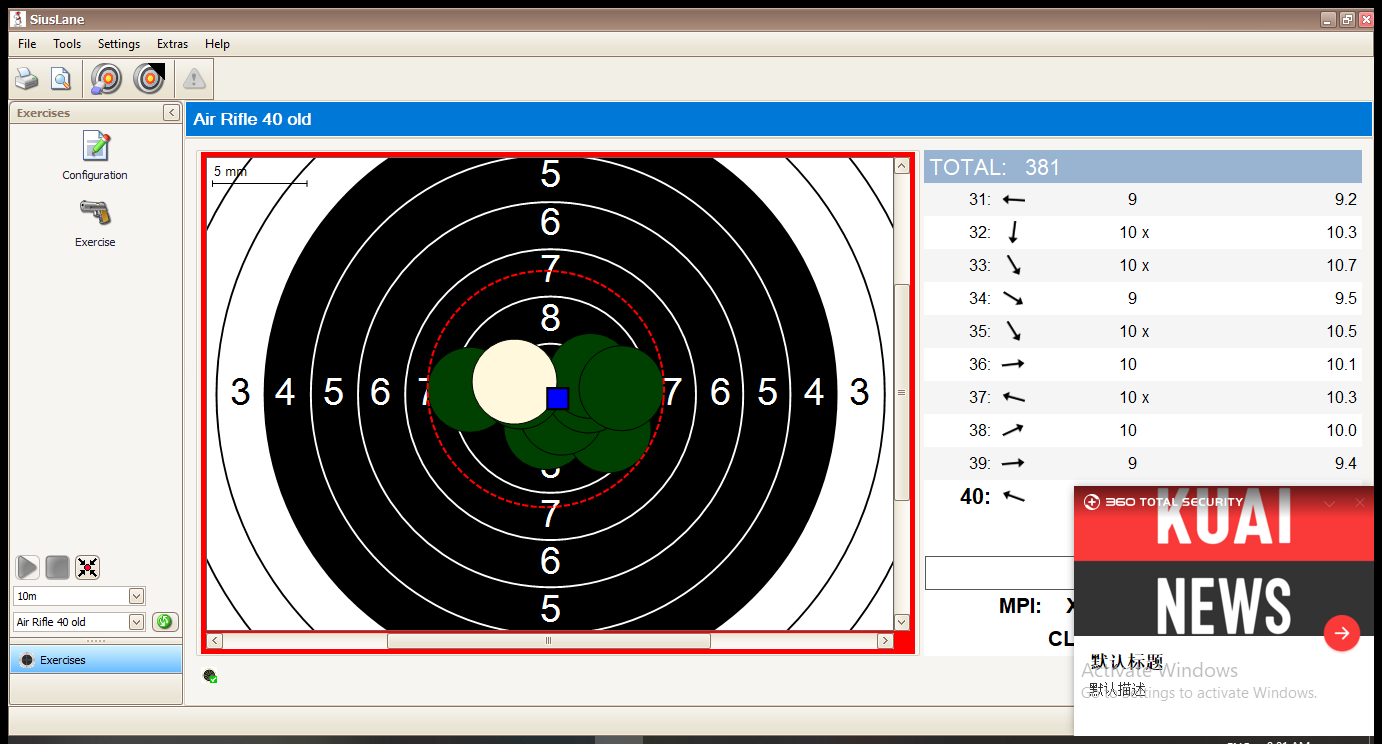 SiusLane
File Tools Settings Extras Help
Exercises
Configuration
Exercise
10m
Air Rifle 40 old
Exercises
Air Rifle 40 old
5 mm
5
6
7
8
3 4 5 6 7 7 6 5 4 3
7
6
5
TOTAL: 381
31: 9 9.2
32: 10 x 10.3
33: 10 x 10.7
34: 9 9.5
35: 10 x 10.5
36: 10 10.1
37: 10 x 10.3
38: 10 10.0
39: 9 9.4
40:
MPI: X
CL
360 TOTAL SECURITY
KUAI
NEWS
默认标题
默认描述
Activate Windows
Go to Settings to activate Windows.